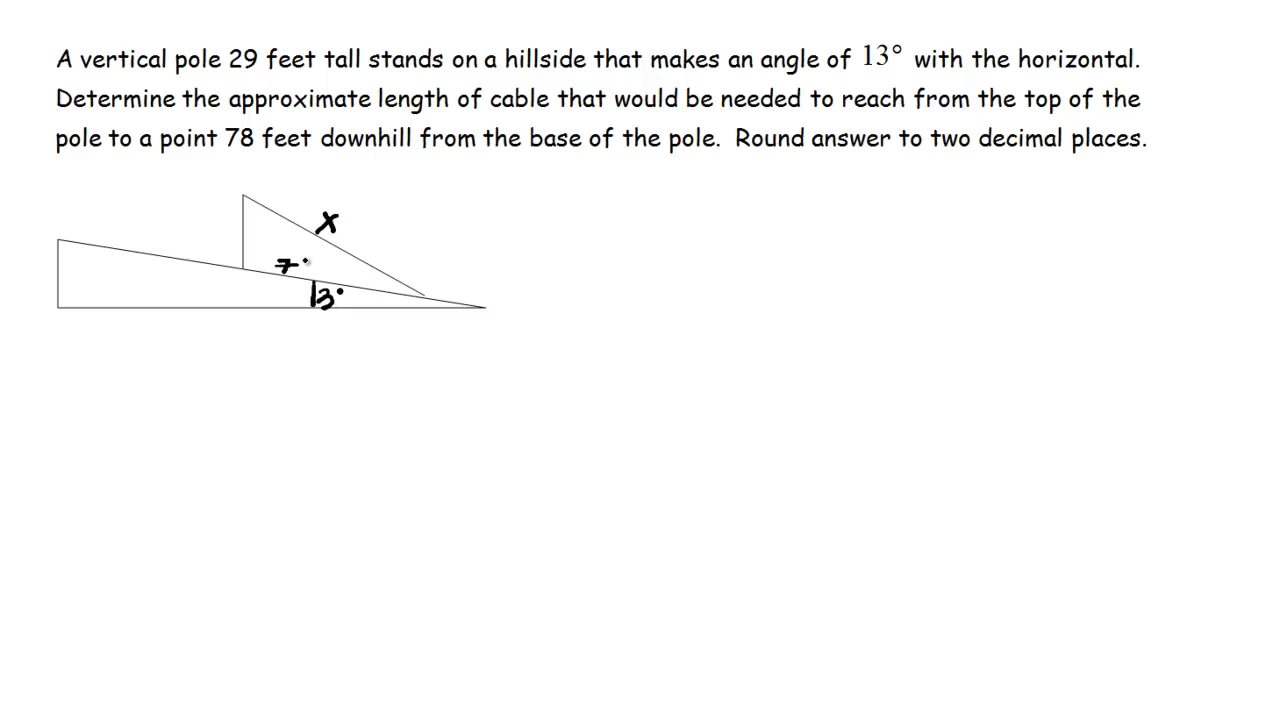 A vertical pole 29 feet tall stands on a hillside that makes an angle of 13° with the horizontal.
Determine the approximate length of cable that would be needed to reach from the top of the
pole to a point 78 feet downhill from the base of the pole. Round answer to two decimal places.
x
7
13°